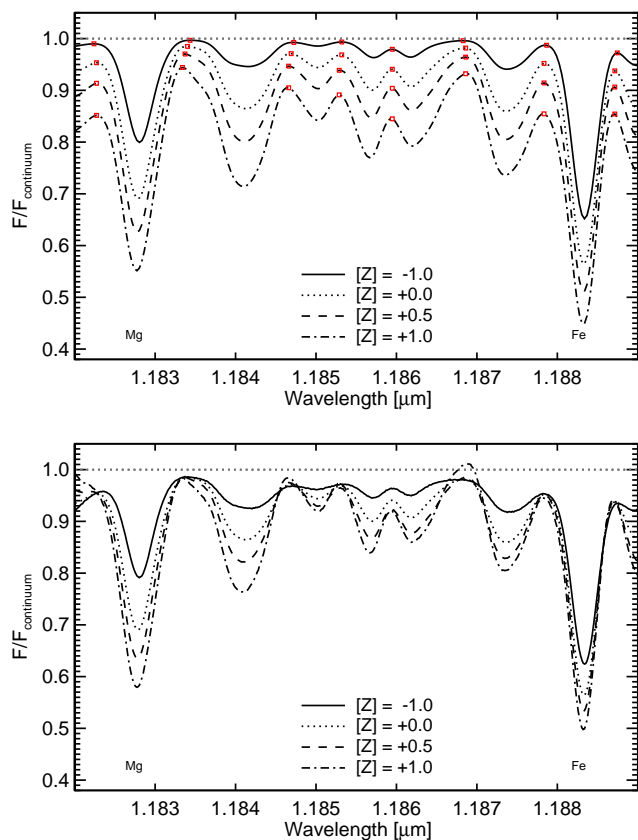 1.0
0.9
0.8
0.7
0.6
0.5
0.4
F/Fcontinuum
[Z] = -1.0
[Z] = +0.0
[Z] = +0.5
[Z] = +1.0
Mg
Fe
1.183 1.184 1.185 1.186 1.187 1.188
Wavelength [μm]
1.0
0.9
0.8
0.7
0.6
0.5
0.4
F/Fcontinuum
[Z] = -1.0
[Z] = +0.0
[Z] = +0.5
[Z] = +1.0
Mg
Fe
1.183 1.184 1.185 1.186 1.187 1.188
Wavelength [μm]